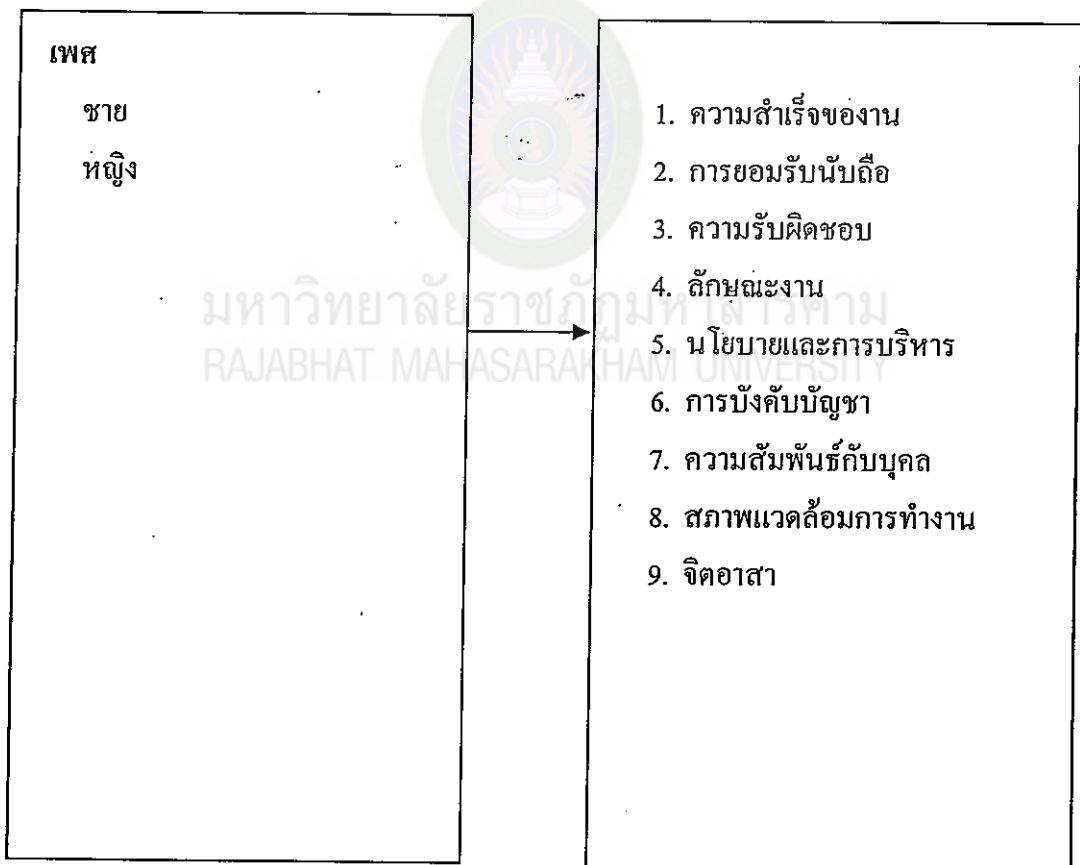 เพศ
ชาย
หญิง
1. ความสำเร็จของงาน
2. การยอมรับนับถือ
3. ความรับผิดชอบ
4. ลักษณะงาน
5. นโยบายและการบริหาร
6. การบังคับบัญชา
7. ความสัมพันธ์กับบุคคล
8. สภาพแวดล้อมการทำงาน
9. จิตอาสา
มหาวิทยาลัยราชภัฏมหาสารคาม
RAJABHAT MAHASARAKHAM UNIVERSITY